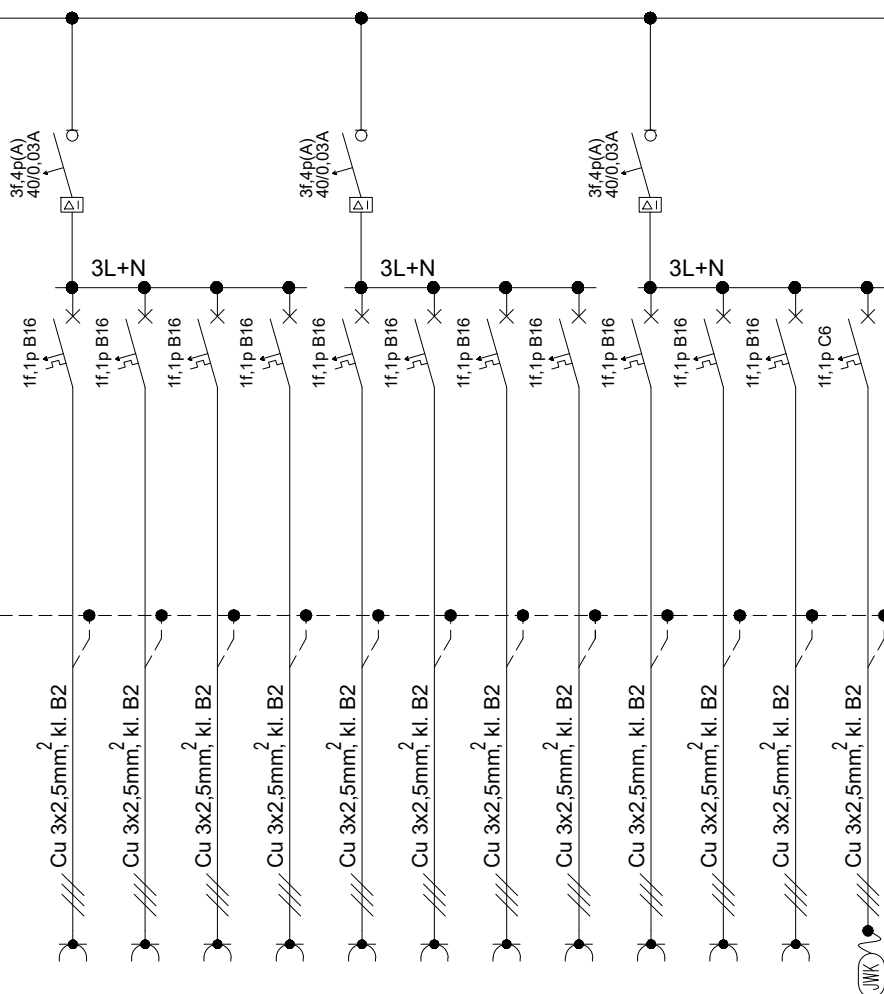 3f,4p(A)
40/0,03A
3f,4p(A)
40/0,03A
3f,4p(A)
40/0,03A
ΔI
ΔI
ΔI
3L+N
3L+N
3L+N
1f,1p B16
1f,1p B16
1f,1p B16
1f,1p B16
1f,1p B16
1f,1p B16
1f,1p B16
1f,1p B16
1f,1p B16
1f,1p B16
1f,1p B16
1f,1p C6
Cu 3x2,5mm², kl. B2
Cu 3x2,5mm², kl. B2
Cu 3x2,5mm², kl. B2
Cu 3x2,5mm², kl. B2
Cu 3x2,5mm², kl. B2
Cu 3x2,5mm², kl. B2
Cu 3x2,5mm², kl. B2
Cu 3x2,5mm², kl. B2
Cu 3x2,5mm², kl. B2
Cu 3x2,5mm², kl. B2
Cu 3x2,5mm², kl. B2
Cu 3x2,5mm², kl. B2
JWK